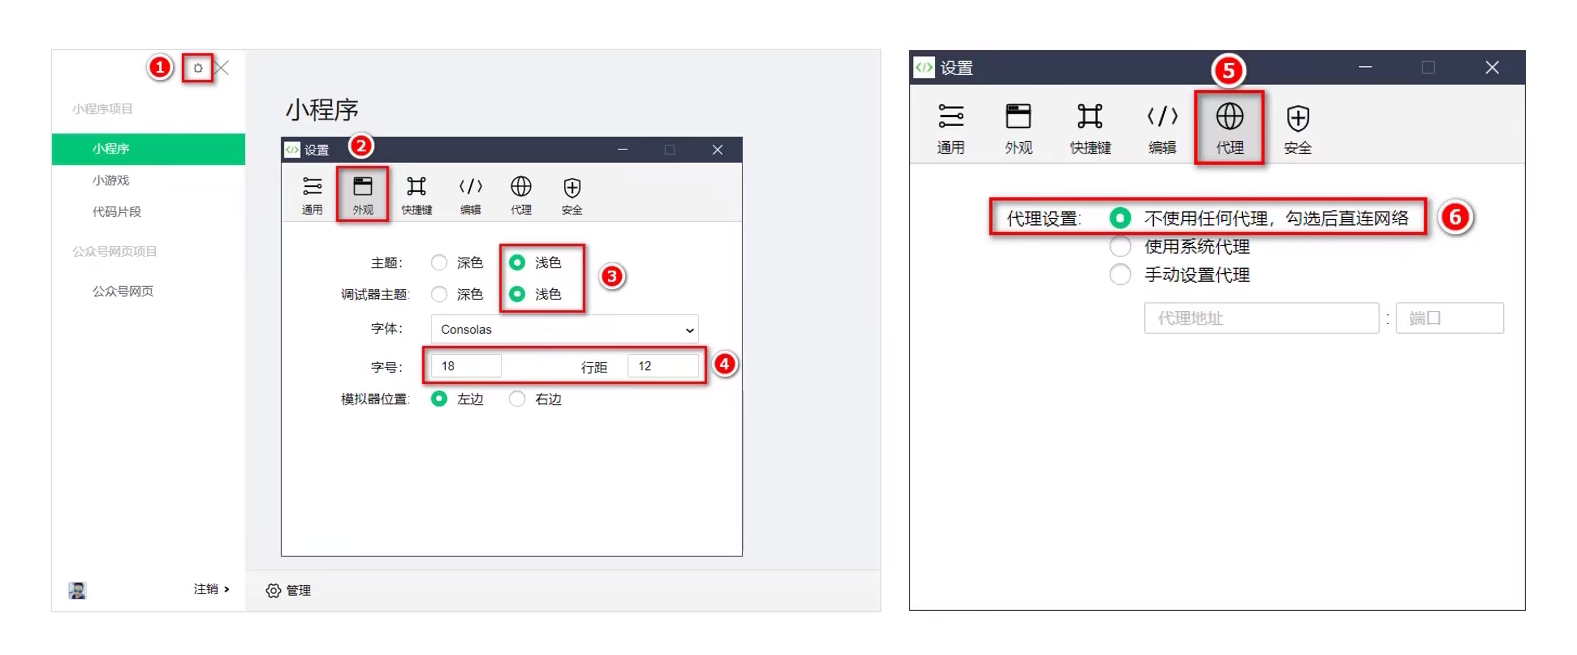 1
小程序项目
小程序
小游戏
代码片段
公众号网页项目
公众号网页
注销
小程序
设置
2
通用 外观 快捷键 编辑 代理 安全
主题: 深色 浅色
3
调试器主题: 深色 浅色
字体: Consolas
字号: 18 行距 12
4
模拟器位置: 左边 右边
管理
设置
5
通用 外观 快捷键 编辑 代理 安全
代理设置: 不使用任何代理，勾选后直连网络
6
使用系统代理
手动设置代理
代理地址 : 端口